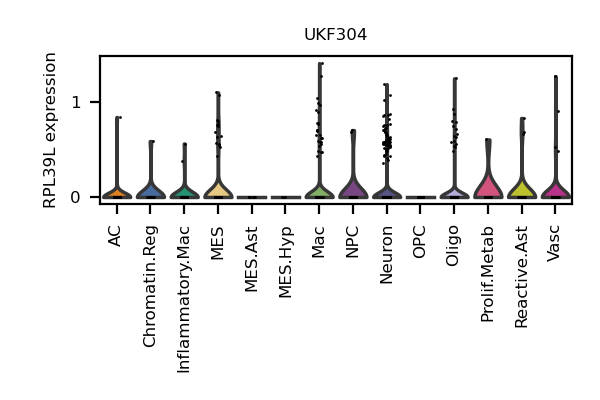 UKF304
RPL39L expression
1
0
AC
Chromatin.Reg
Inflammatory.Mac
MES
MES.Ast
MES.Hyp
Mac
NPC
Neuron
OPC
Oligo
Prolif.Metab
Reactive.Ast
Vasc